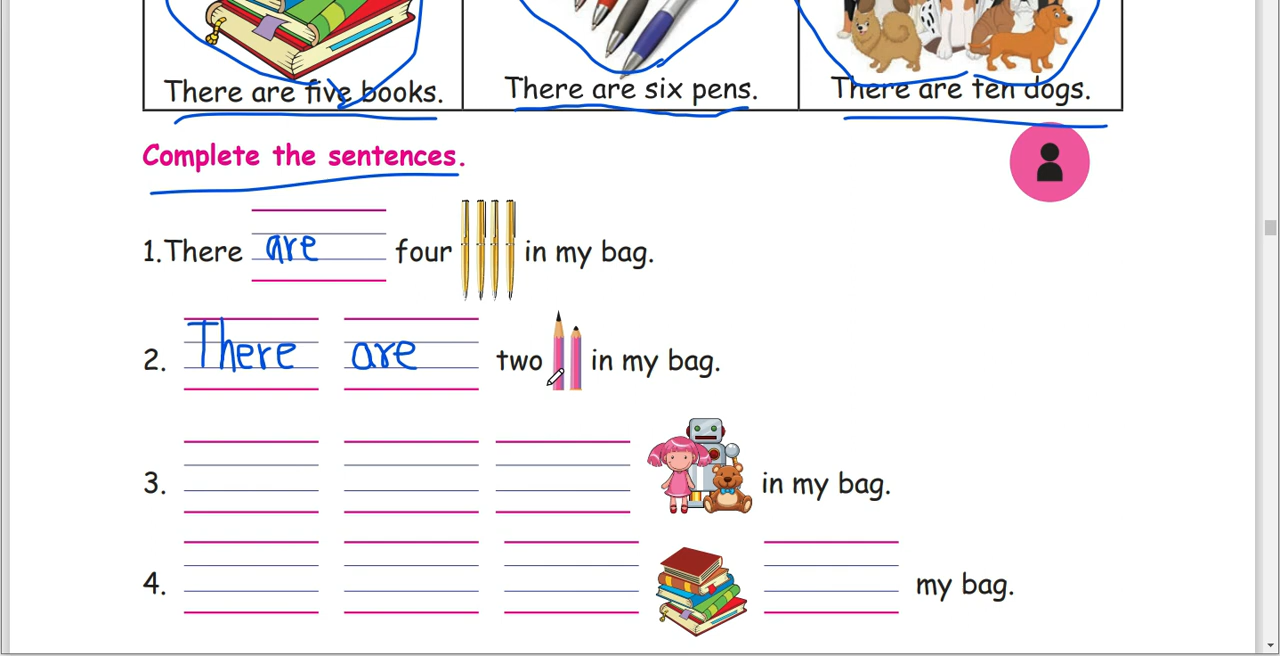 There are five books.
There are six pens.
There are ten dogs.
Complete the sentences.
1.There are four in my bag.
2. There are two in my bag.
3. in my bag.
4. my bag.